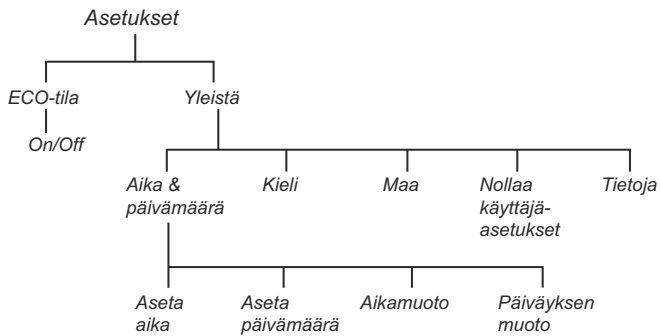 Asetukset
ECO-tila
Yleistä
On/Off
Aika &
päivämäärä
Kieli
Maa
Nollaa
käyttäjä-
asetukset
Tietoja
Aseta
aika
Aseta
päivämäärä
Aikamuoto
Päiväyksen
muoto